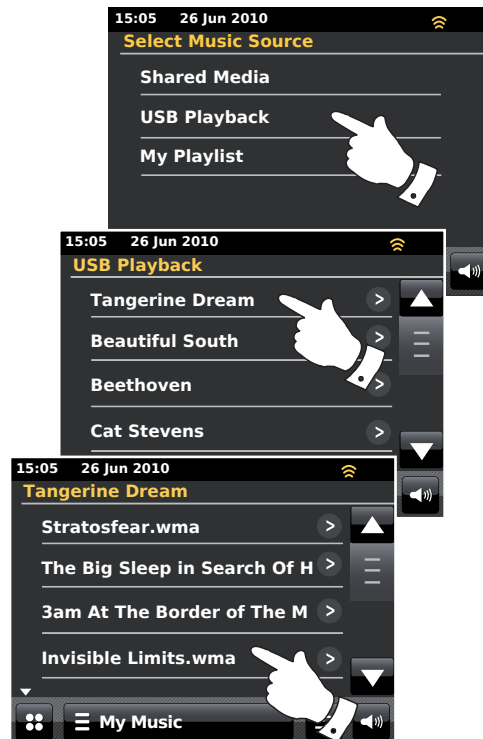 15:05 26 Jun 2010
Select Music Source
Shared Media
USB Playback
My Playlist
15:05 26 Jun 2010
USB Playback
Tangerine Dream
Beautiful South
Beethoven
Cat Stevens
15:05 26 Jun 2010
Tangerine Dream
Stratosfear.wma
The Big Sleep in Search Of H
3am At The Border of The M
Invisible Limits.wma
My Music